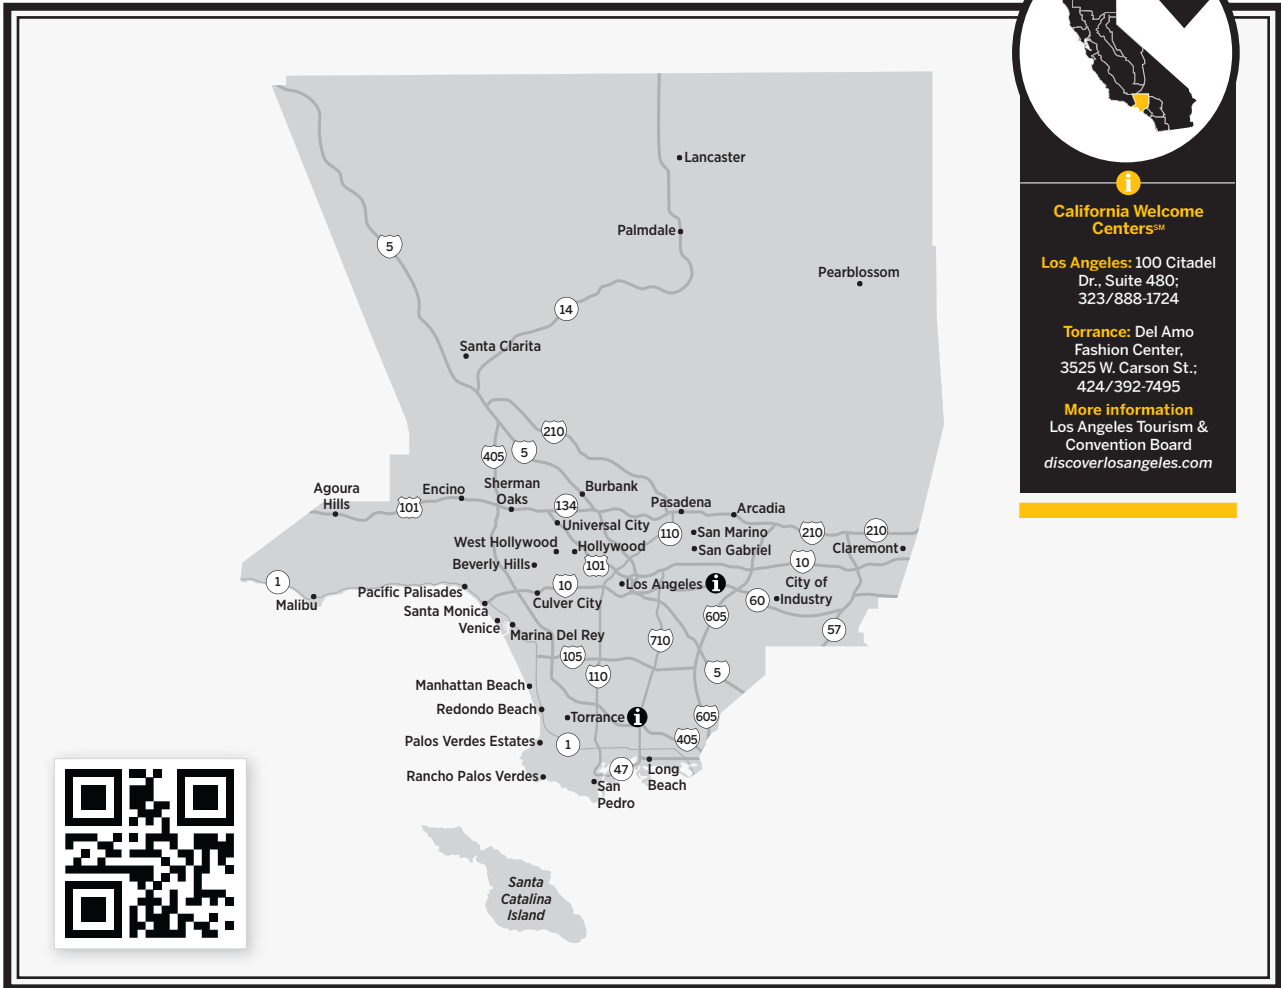 Lancaster
Palmdale
Pearblossom
5
14
Santa Clarita
210
405
5
Agoura
Hills
101
Encino
Sherman
Oaks
134
Burbank
Universal City
Pasadena
Arcadia
110
San Marino
San Gabriel
210
210
Claremont
West Hollywood
Hollywood
Beverly Hills
101
10
10
1
Malibu
Pacific Palisades
Santa Monica
Venice
Culver City
Marina Del Rey
Los Angeles
i
City of
Industry
60
605
57
710
105
110
5
Manhattan Beach
Redondo Beach
Torrance
i
605
405
Palos Verdes Estates
1
Rancho Palos Verdes
47
San
Pedro
Long
Beach
Santa
Catalina
Island
i
California Welcome
Centers℠
Los Angeles: 100 Citadel
Dr., Suite 480;
323/888-1724
Torrance: Del Amo
Fashion Center,
3525 W. Carson St.;
424/392-7495
More information
Los Angeles Tourism &
Convention Board
discoverlosangeles.com